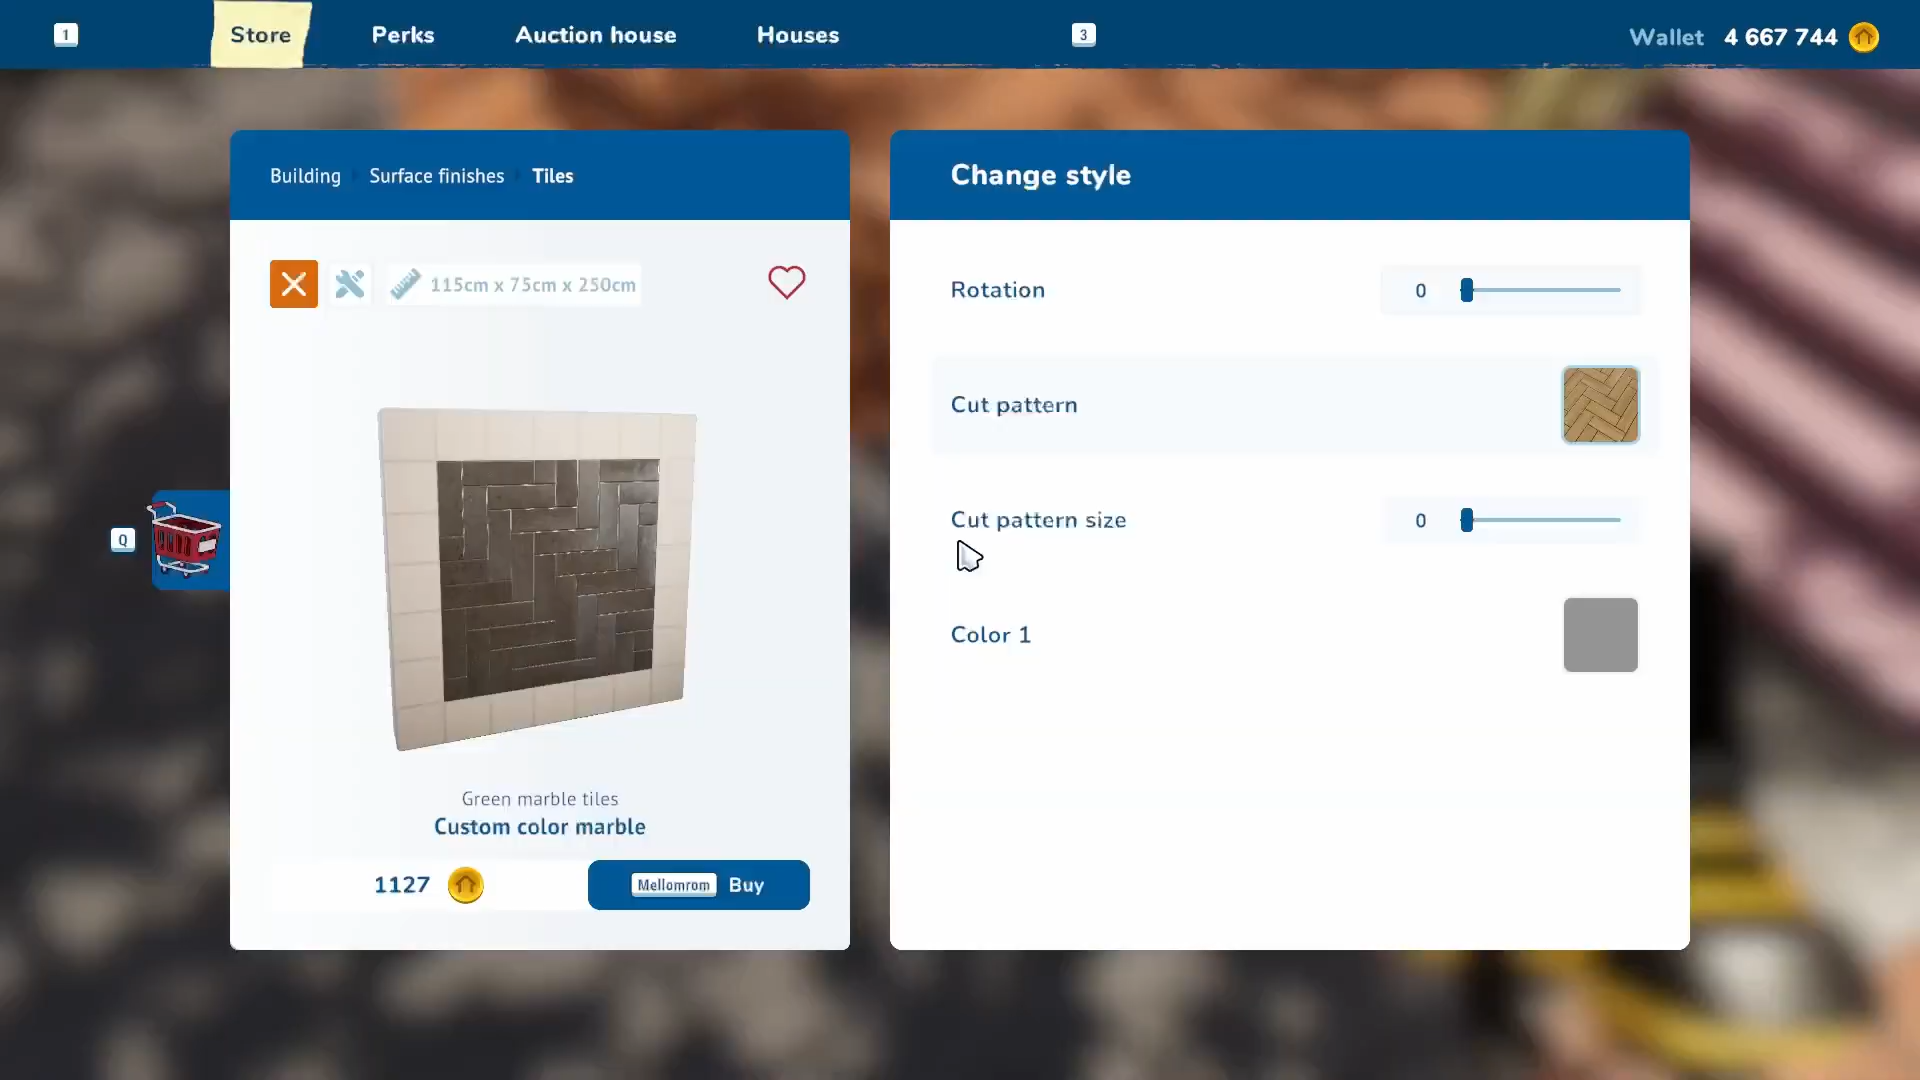 1
Store
Perks
Auction house
Houses
3
Wallet 4 667 744
Building Surface finishes Tiles
115cm x 75cm x 250cm
Q
Green marble tiles
Custom color marble
1127
Mellomrom Buy
Change style
Rotation 0
Cut pattern
Cut pattern size 0
Color 1